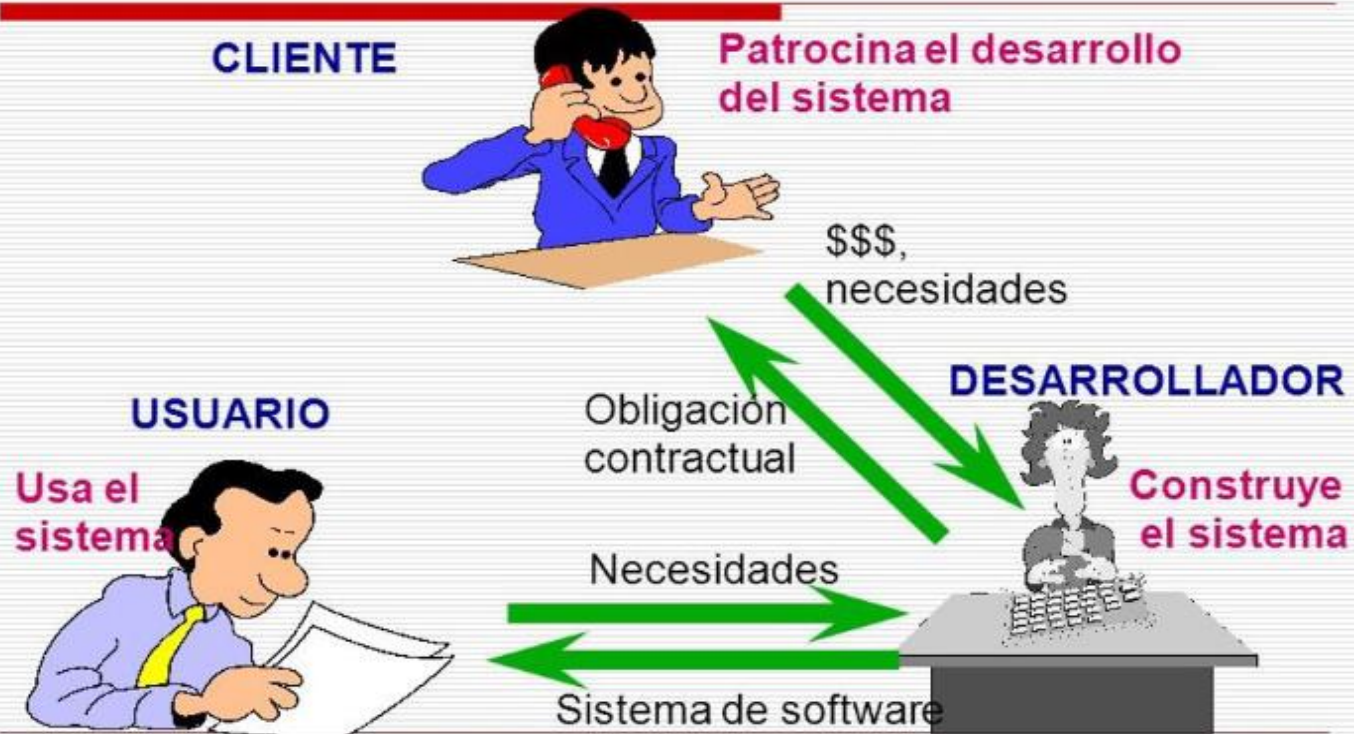 CLIENTE
Patrocina el desarrollo
del sistema
$$$,
necesidades
DESARROLLADOR
Construye
el sistema
Obligación
contractual
USUARIO
Usa el
sistema
Necesidades
Sistema de software